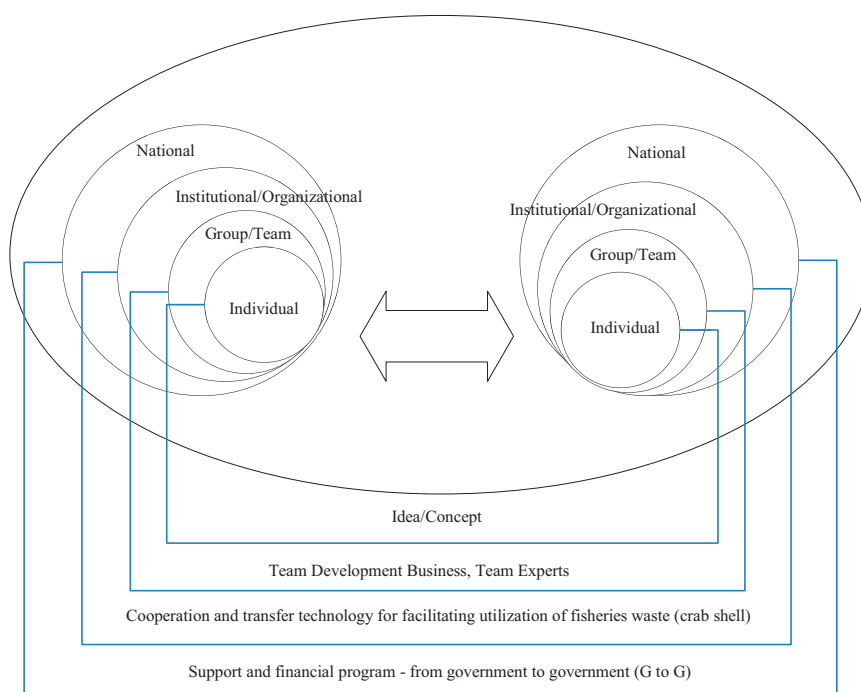 National
Institutional/Organizational
Group/Team
Individual
National
Institutional/Organizational
Group/Team
Individual
Idea/Concept
Team Development Business, Team Experts
Cooperation and transfer technology for facilitating utilization of fisheries waste (crab shell)
Support and financial program - from government to government (G to G)